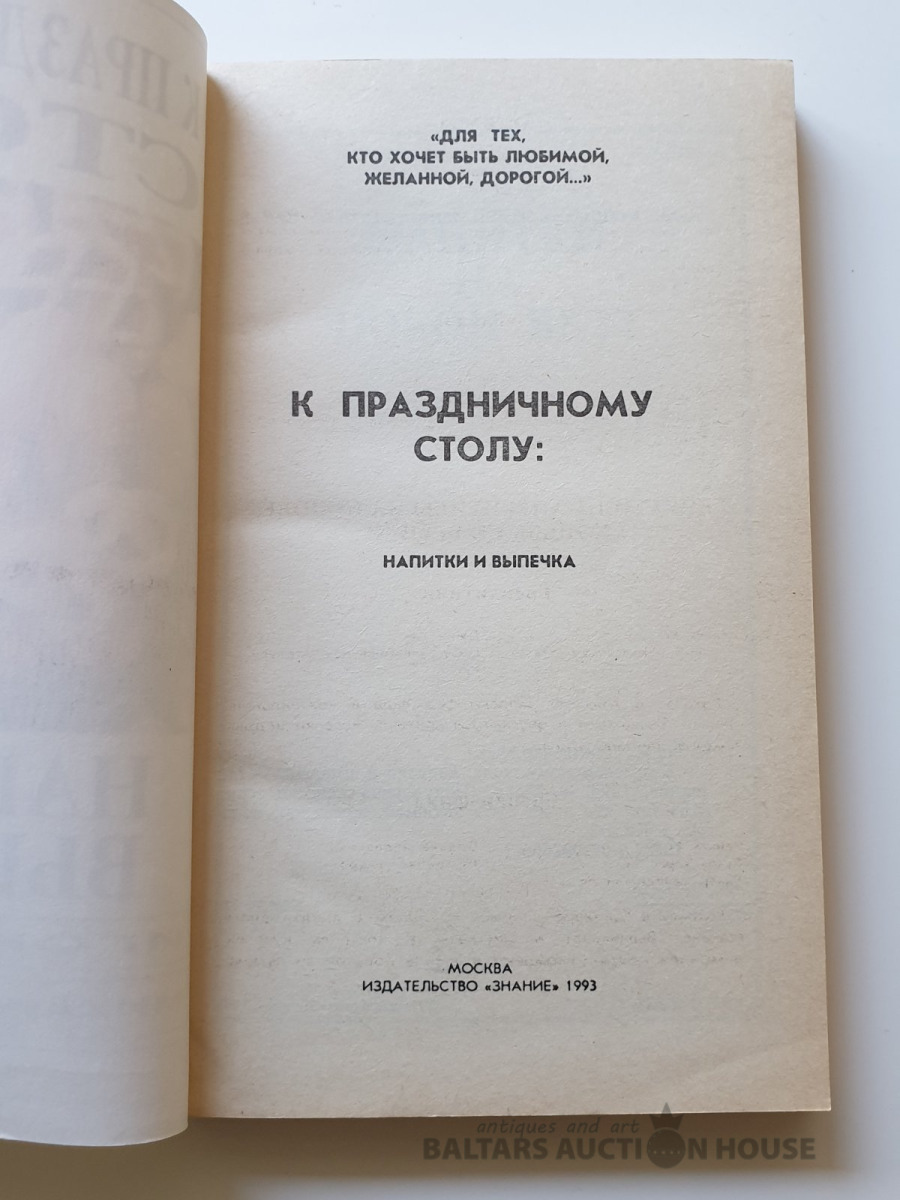 «ДЛЯ ТЕХ,
КТО ХОЧЕТ БЫТЬ ЛЮБИМОЙ,
ЖЕЛАННОЙ, ДОРОГОЙ...»
К ПРАЗДНИЧНОМУ
СТОЛУ:
НАПИТКИ И ВЫПЕЧКА
МОСКВА
ИЗДАТЕЛЬСТВО «ЗНАНИЕ» 1993
antiques and art
BALTARS AUCTION HOUSE